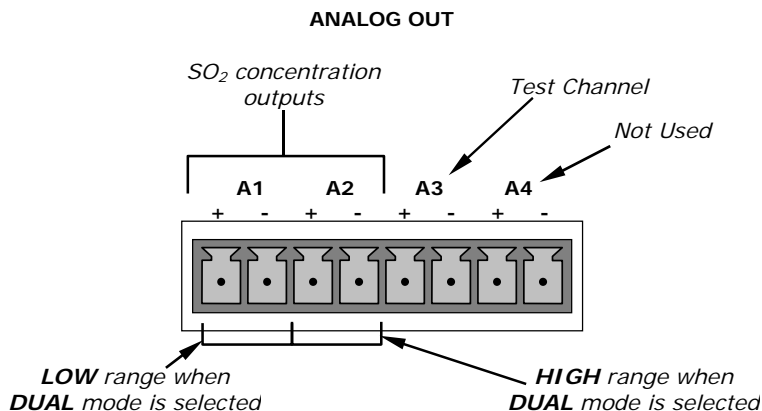 ANALOG OUT
SO₂ concentration
outputs
Test Channel
Not Used
A1 A2 A3 A4
+ - + - + - + -
LOW range when
DUAL mode is selected
HIGH range when
DUAL mode is selected